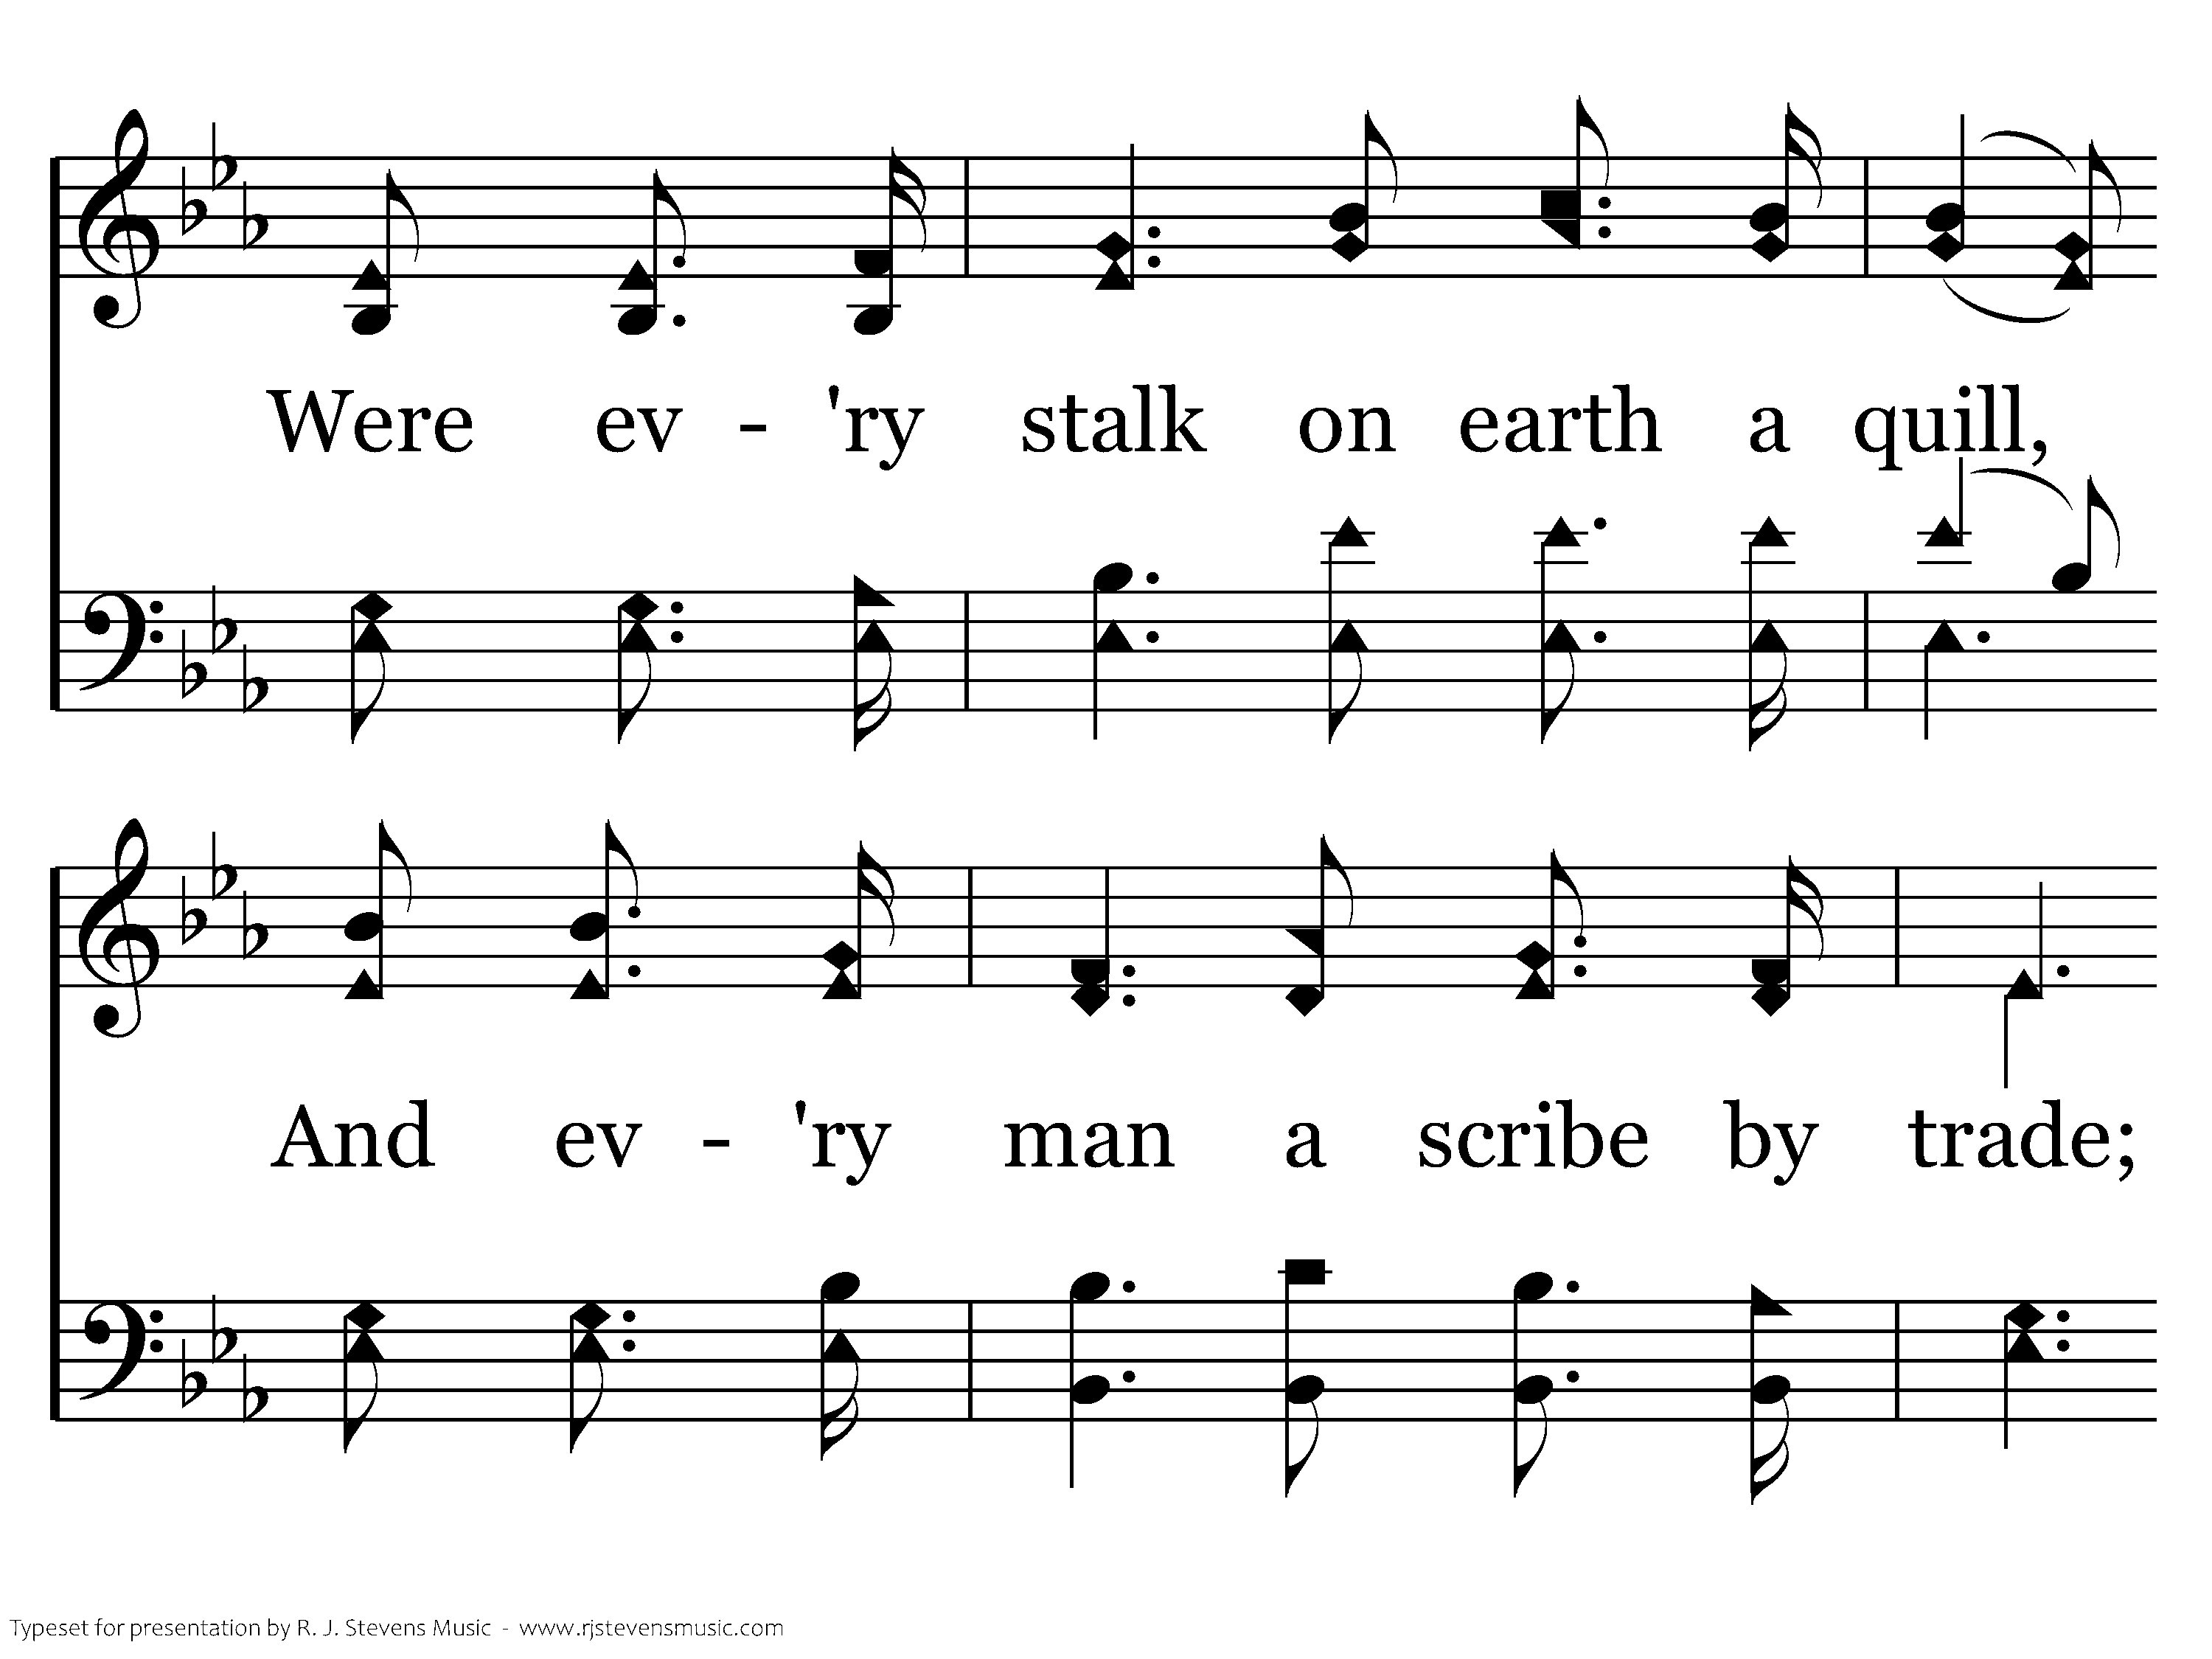 Were ev - 'ry stalk on earth a quill,
And ev - 'ry man a scribe by trade;
Typeset for presentation by R. J. Stevens Music - www.rjstevensmusic.com